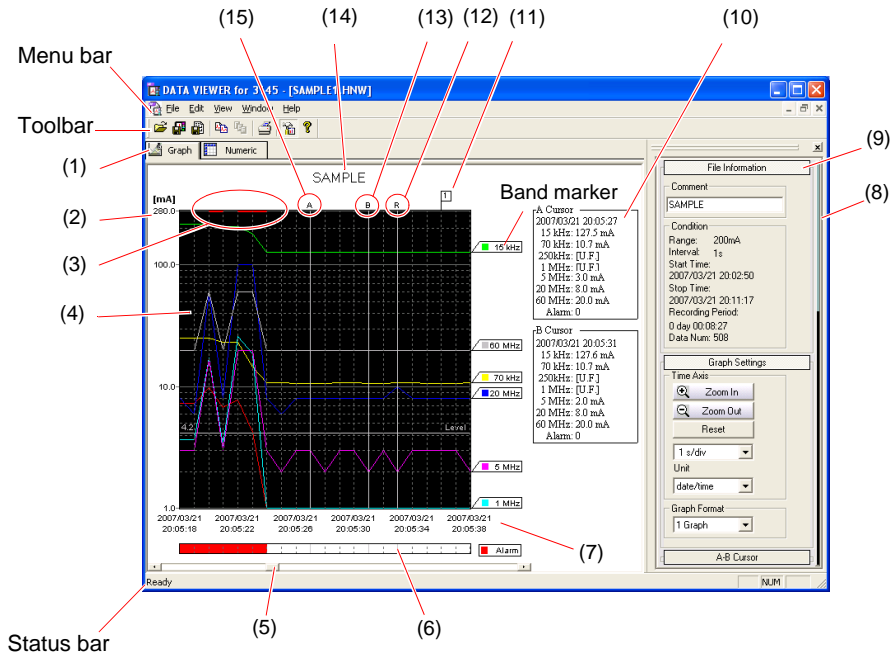 (15)
(14)
(13)
(12)
(11)
(10)
Menu bar
DATA VIEWER for 3 45 - [SAMPLE1.HNW]
File Edit View Window Help
Toolbar
(1)
Graph
Numeric
(9)
(8)
SAMPLE
1
Band marker
[mA]
(2)
280.0
A
B
R
(3)
100.0
(4)
10.0
4.2
Level
1.0
15 kHz
60 MHz
70 kHz
20 MHz
5 MHz
1 MHz
A Cursor
2007/03/21 20:05:27
15 kHz: 127.5 mA
70 kHz: 10.7 mA
250kHz: [U.F.]
1 MHz: [U.F.]
5 MHz: 3.0 mA
20 MHz: 8.0 mA
60 MHz: 20.0 mA
Alarm: 0
B Cursor
2007/03/21 20:05:31
15 kHz: 127.6 mA
70 kHz: 10.7 mA
250kHz: [U.F.]
1 MHz: [U.F.]
5 MHz: 2.0 mA
20 MHz: 8.0 mA
60 MHz: 20.0 mA
Alarm: 0
File Information
Comment
SAMPLE
Condition
Range: 200mA
Interval: 1s
Start Time:
2007/03/21 20:02:50
Stop Time:
2007/03/21 20:11:17
Recording Period:
0 day 00:08:27
Data Num: 508
Graph Settings
Time Axis
Zoom In
Zoom Out
Reset
1 s/div
Unit
date/time
Graph Format
1 Graph
A-B Cursor
2007/03/21 2007/03/21 2007/03/21 2007/03/21 2007/03/21 2007/03/21
20:05:18 20:05:22 20:05:26 20:05:30 20:05:34 20:05:38
(7)
Alarm
Ready
NUM
(5)
(6)
Status bar